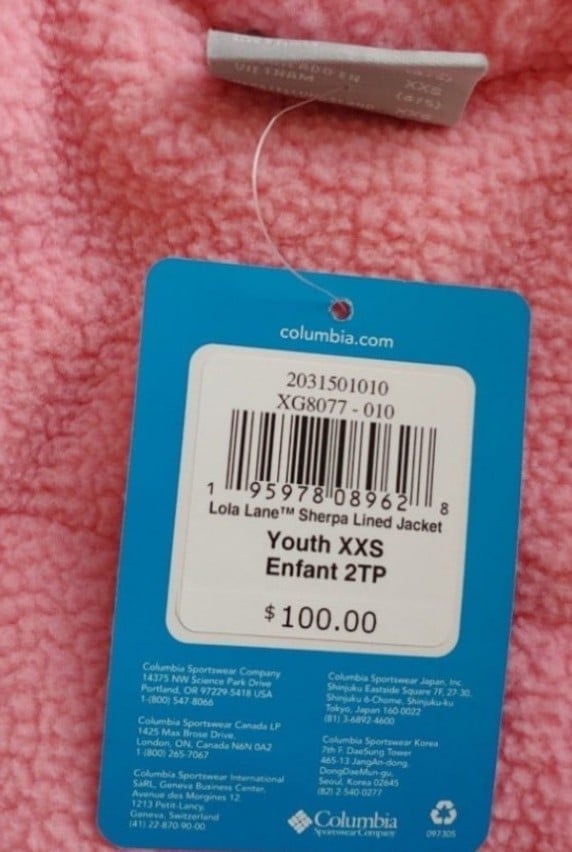 VIETNAM
XXS
(4/5)
XXS
columbia.com
2031501010
XG8077 - 010
1 95978 08962 8
Lola Lane™ Sherpa Lined Jacket
Youth XXS
Enfant 2TP
$100.00
Columbia Sportswear Company
14375 NW Science Park Drive
Portland, OR 97229-5418 USA
1-(800) 547-8066
Columbia Sportswear Canada LP
1425 Max Brose Drive,
London, ON, Canada N6N 0A2
1 (800) 265-7067
Columbia Sportswear International
SàRL, Geneva Business Center,
Avenue des Morgines 12,
1213 Petit-Lancy,
Geneva, Switzerland
(41) 22-870-90-00
Columbia Sportswear Japan, Inc.
Shinjuku Eastside Square 7F, 27-30,
Shinjuku 6-Chome, Shinjuku-ku
Tokyo, Japan 160-0022
(81) 3-6892-4600
Columbia Sportswear Korea
7th F. DaeSung Tower
465-13 JangAn-dong,
DongDaeMun-gu,
Seoul, Korea 02645
(82) 2-540-0277
Columbia
Sportswear Company
097305